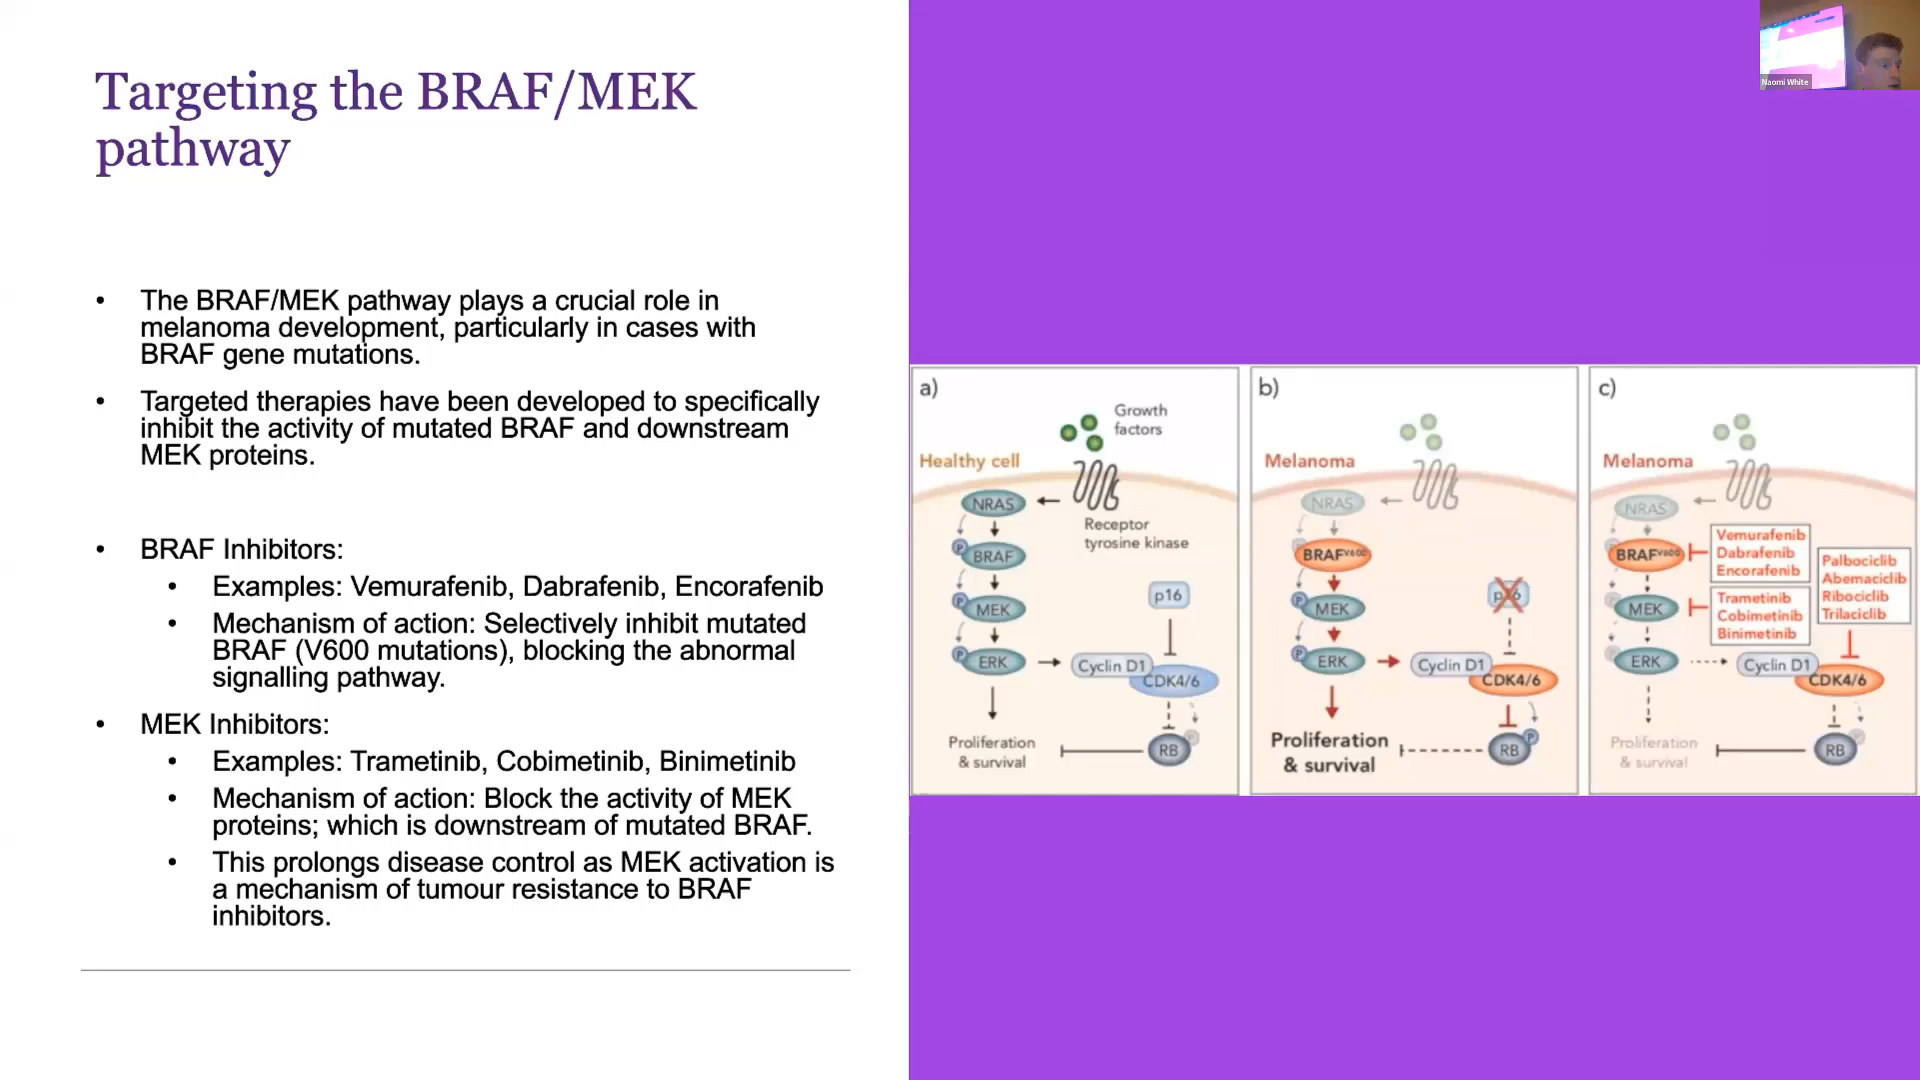 Targeting the BRAF/MEK
pathway
• The BRAF/MEK pathway plays a crucial role in
melanoma development, particularly in cases with
BRAF gene mutations.
• Targeted therapies have been developed to specifically
inhibit the activity of mutated BRAF and downstream
MEK proteins.
• BRAF Inhibitors:
• Examples: Vemurafenib, Dabrafenib, Encorafenib
• Mechanism of action: Selectively inhibit mutated
BRAF (V600 mutations), blocking the abnormal
signalling pathway.
• MEK Inhibitors:
• Examples: Trametinib, Cobimetinib, Binimetinib
• Mechanism of action: Block the activity of MEK
proteins; which is downstream of mutated BRAF.
• This prolongs disease control as MEK activation is
a mechanism of tumour resistance to BRAF
inhibitors.
Naomi White
a)
Growth
factors
Healthy cell
NRAS
Receptor
tyrosine kinase
P
BRAF
P
MEK
p16
P
ERK
Cyclin D1
CDK4/6
Proliferation
& survival
RB
P
b)
Melanoma
NRAS
P
BRAFV600
P
MEK
p16
P
ERK
Cyclin D1
CDK4/6
Proliferation
& survival
RB
P
c)
Melanoma
NRAS
P
BRAFV600
Vemurafenib
Dabrafenib
Encorafenib
P
MEK
Trametinib
Cobimetinib
Binimetinib
Palbociclib
Abemaciclib
Ribociclib
Trilaciclib
P
ERK
Cyclin D1
CDK4/6
Proliferation
& survival
RB
P